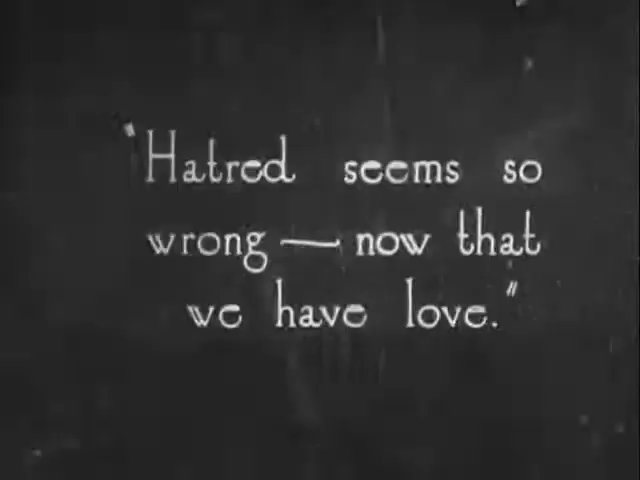 "Hatred seems so
wrong — now that
we have love."